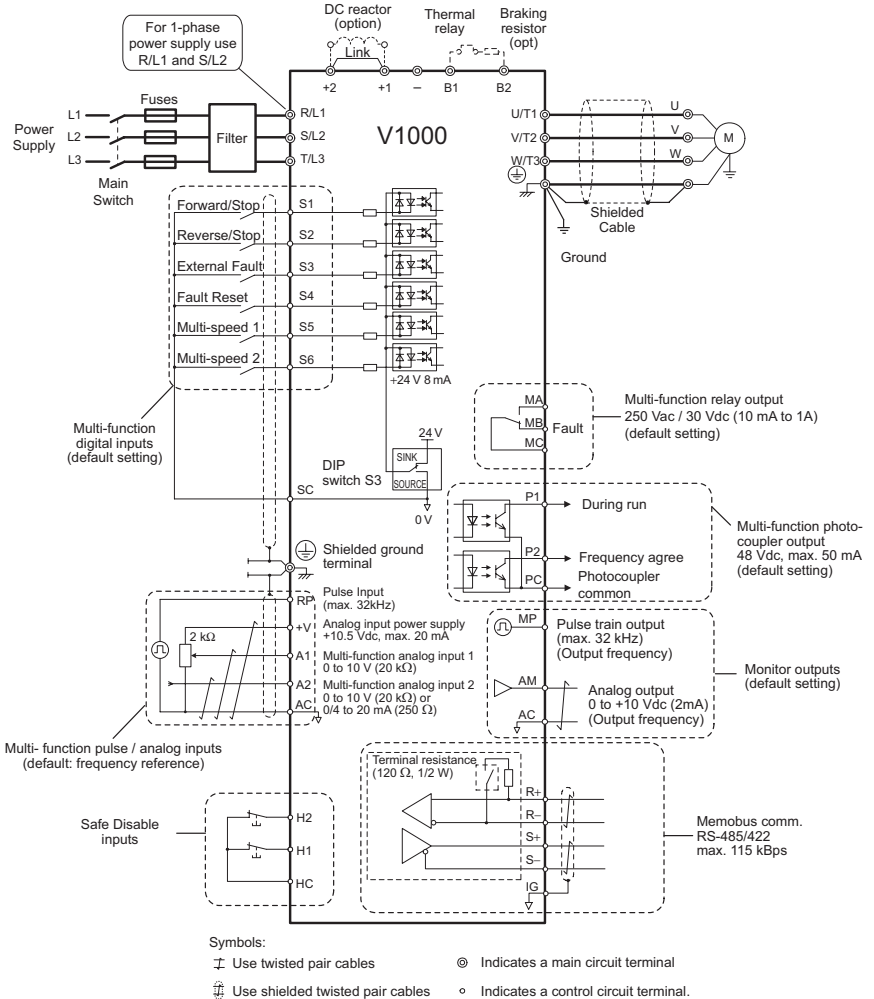 DC reactor
(option)
Link
Thermal
relay
Braking
resistor
(opt)
For 1-phase
power supply use
R/L1 and S/L2
+2
+1
–
B1
B2
Fuses
L1
L2
L3
Power
Supply
Main
Switch
Filter
R/L1
S/L2
T/L3
V1000
U/T1
V/T2
W/T3
U
V
W
M
Shielded
Cable
Ground
Forward/Stop
S1
Reverse/Stop
S2
External Fault
S3
Fault Reset
S4
Multi-speed 1
S5
Multi-speed 2
S6
+24 V 8 mA
Multi-function
digital inputs
(default setting)
24 V
SINK
SOURCE
DIP
switch S3
SC
0 V
MA
MB
MC
Fault
Multi-function relay output
250 Vac / 30 Vdc (10 mA to 1A)
(default setting)
P1
During run
P2
Frequency agree
PC
Photocoupler
common
Multi-function photo-
coupler output
48 Vdc, max. 50 mA
(default setting)
Shielded ground
terminal
RP
Pulse Input
(max. 32kHz)
+V
Analog input power supply
+10.5 Vdc, max. 20 mA
2 kΩ
A1
Multi-function analog input 1
0 to 10 V (20 kΩ)
A2
Multi-function analog input 2
0 to 10 V (20 kΩ) or
0/4 to 20 mA (250 Ω)
AC
Multi- function pulse / analog inputs
(default: frequency reference)
MP
Pulse train output
(max. 32 kHz)
(Output frequency)
AM
Analog output
0 to +10 Vdc (2mA)
(Output frequency)
AC
Monitor outputs
(default setting)
Terminal resistance
(120 Ω, 1/2 W)
R+
R–
S+
S–
IG
Memobus comm.
RS-485/422
max. 115 kBps
Safe Disable
inputs
H2
H1
HC
Symbols:
Use twisted pair cables
Indicates a main circuit terminal
Use shielded twisted pair cables
Indicates a control circuit terminal.